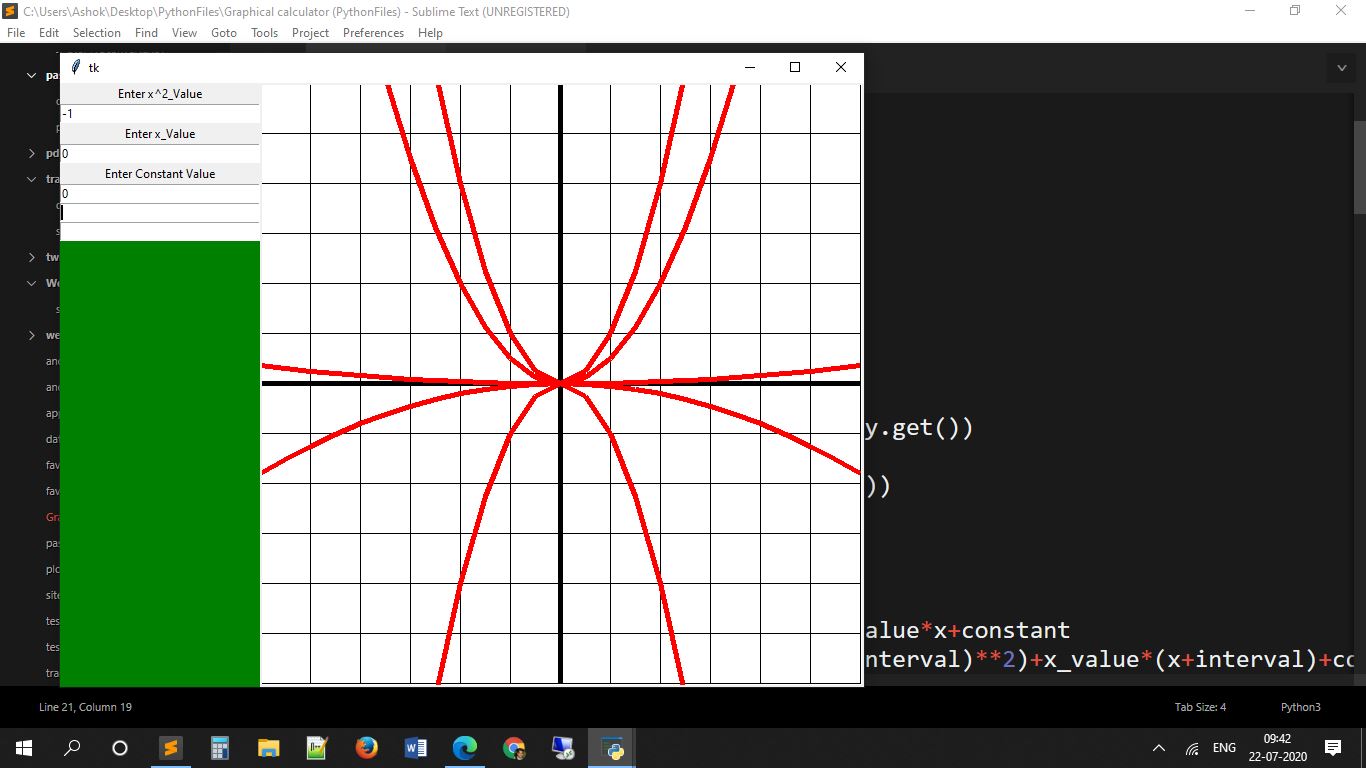 C:\Users\Ashok\Desktop\PythonFiles\Graphical calculator (PythonFiles) - Sublime Text (UNREGISTERED)
File Edit Selection Find View Goto Tools Project Preferences Help
tk
Enter x^2_Value
-1
Enter x_Value
0
Enter Constant Value
0
pas
pd
tra
tw
We
we
and
and
app
dat
fav
fav
Gra
pas
plo
site
tes
tes
tra
y.get())
))
alue*x+constant
nterval)**2)+x_value*(x+interval)+co
Line 21, Column 19
Tab Size: 4
Python3
ENG
09:42
22-07-2020